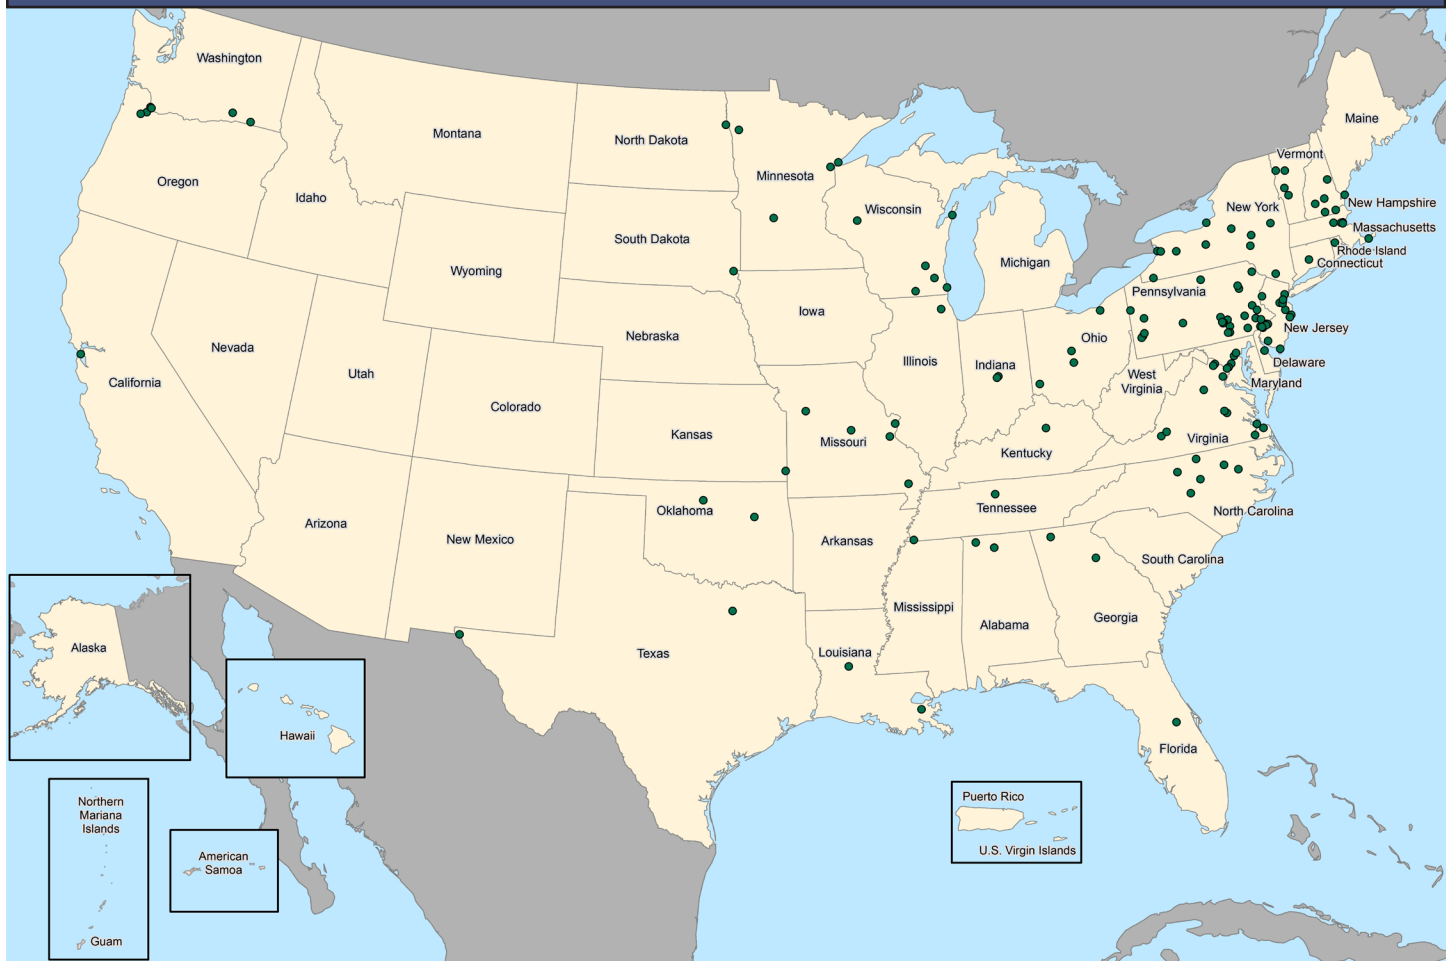 Washington
Maine
Montana
North Dakota
Vermont
Minnesota
Oregon
Idaho
New Hampshire
New York
Wisconsin
Massachusetts
South Dakota
Rhode Island
Michigan
Connecticut
Wyoming
Pennsylvania
Iowa
New Jersey
Nebraska
Ohio
Nevada
Illinois
Indiana
Delaware
Utah
West
Virginia
California
Maryland
Colorado
Kansas
Missouri
Virginia
Kentucky
Oklahoma
Tennessee
North Carolina
Arizona
New Mexico
Arkansas
South Carolina
Mississippi
Georgia
Alabama
Alaska
Texas
Louisiana
Hawaii
Florida
Puerto Rico
U.S. Virgin Islands
Northern
Mariana
Islands
American
Samoa
Guam